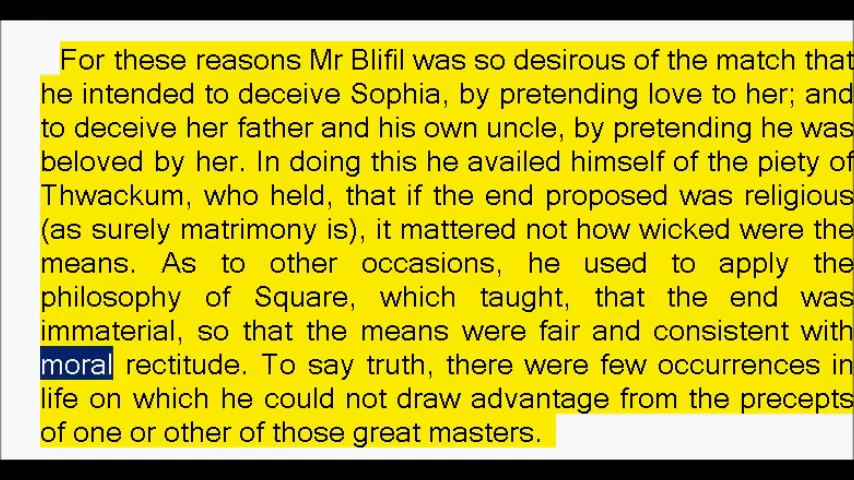 For these reasons Mr Blifil was so desirous of the match that
he intended to deceive Sophia, by pretending love to her; and
to deceive her father and his own uncle, by pretending he was
beloved by her. In doing this he availed himself of the piety of
Thwackum, who held, that if the end proposed was religious
(as surely matrimony is), it mattered not how wicked were the
means. As to other occasions, he used to apply the
philosophy of Square, which taught, that the end was
immaterial, so that the means were fair and consistent with
moral rectitude. To say truth, there were few occurrences in
life on which he could not draw advantage from the precepts
of one or other of those great masters.